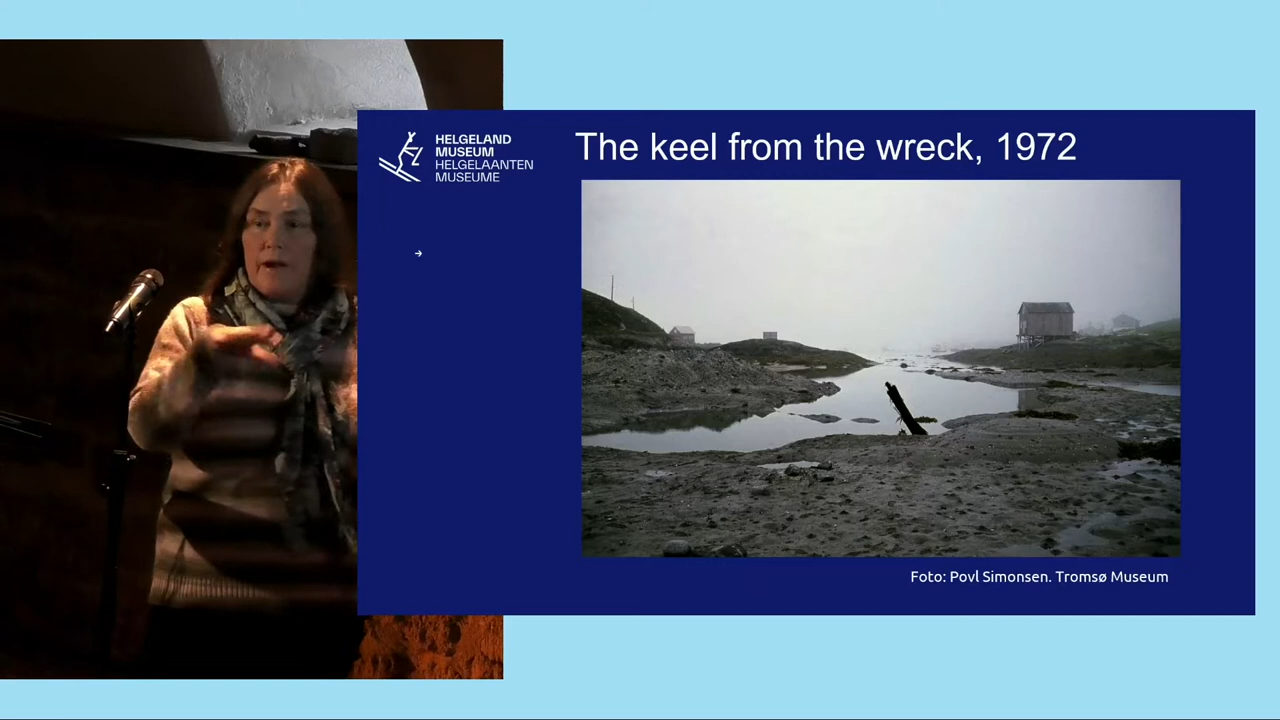 HELGELAND
MUSEUM
HELGELAANTEN
MUSEUME
The keel from the wreck, 1972
Foto: Povl Simonsen. Tromsø Museum